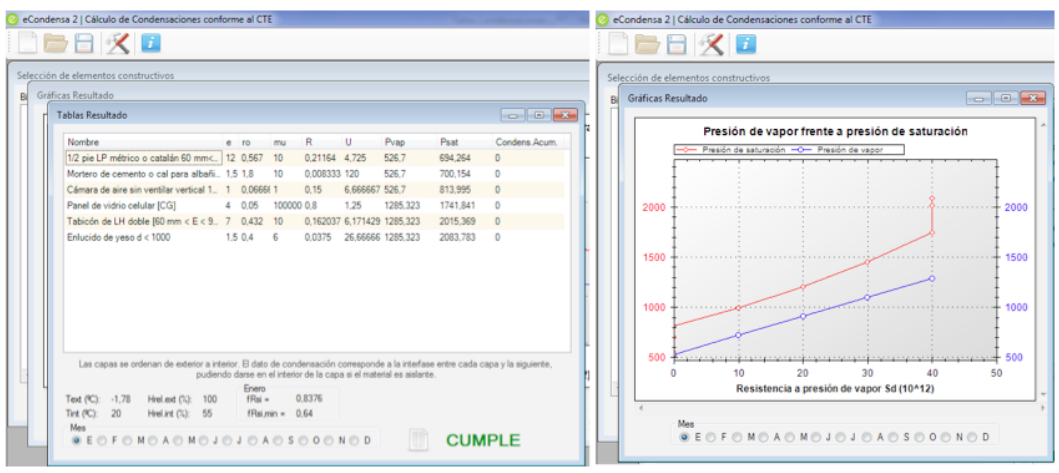 eCondensa 2 | Cálculo de Condensaciones conforme al CTE
Selección de elementos constructivos
Gráficas Resultado
Tablas Resultado
Nombre e ro mu R U Pvap Psat Condens.Acum.
1/2 pie LP métrico o catalán 60 mm<.. 12 0,567 10 0,21164 4,725 526,7 694,264 0
Mortero de cemento o cal para albañi.. 1,5 1,8 10 0,008333 120 526,7 700,154 0
Cámara de aire sin ventilar vertical 1.. 1 0,06666 1 0,15 6,666667 526,7 813,995 0
Panel de vidrio celular [CG] 4 0,05 100000 0,8 1,25 1285,323 1741,841 0
Tabicón de LH doble [60 mm < E < 9.. 7 0,432 10 0,162037 6,171429 1285,323 2015,369 0
Enlucido de yeso d < 1000 1,5 0,4 6 0,0375 26,66666 1285,323 2083,783 0
Las capas se ordenan de exterior a interior. El dato de condensación corresponde a la interfase entre cada capa y la siguiente,
pudiendo darse en el interior de la capa si el material es aislante.
Enero
Text (ºC): -1,78 Hrel.ext (%): 100 fRsi = 0,8376
Tint (ºC): 20 Hrel.int (%): 55 fRsi,min = 0,64
Mes
E F M A M J J A S O N D
CUMPLE
eCondensa 2 | Cálculo de Condensaciones conforme al CTE
Selección de elementos constructivos
Gráficas Resultado
Presión de vapor frente a presión de saturación
Presión de saturación Presión de vapor
2000 2000
1500 1500
1000 1000
500 500
0 10 20 30 40 50
Resistencia a presión de vapor Sd (10^12)
Mes
E F M A M J J A S O N D